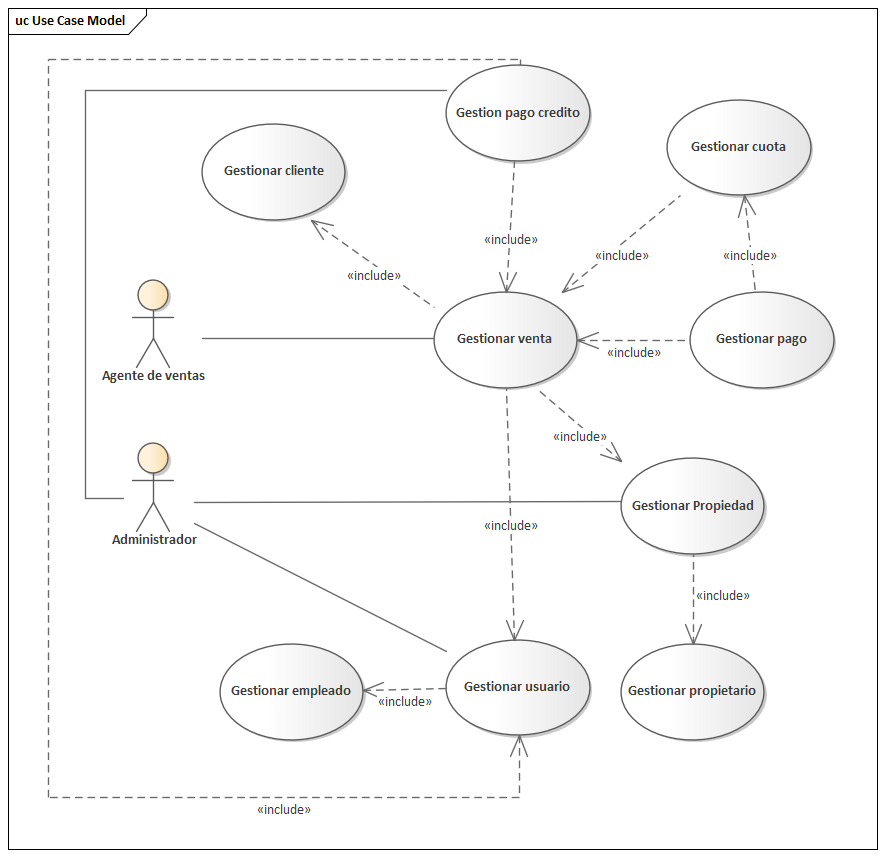 uc Use Case Model
Gestion pago credito
Gestionar cuota
Gestionar cliente
«include»
«include»
«include»
«include»
Agente de ventas
Gestionar venta
Gestionar pago
«include»
«include»
Administrador
Gestionar Propiedad
«include»
«include»
Gestionar empleado
Gestionar usuario
Gestionar propietario
«include»
«include»